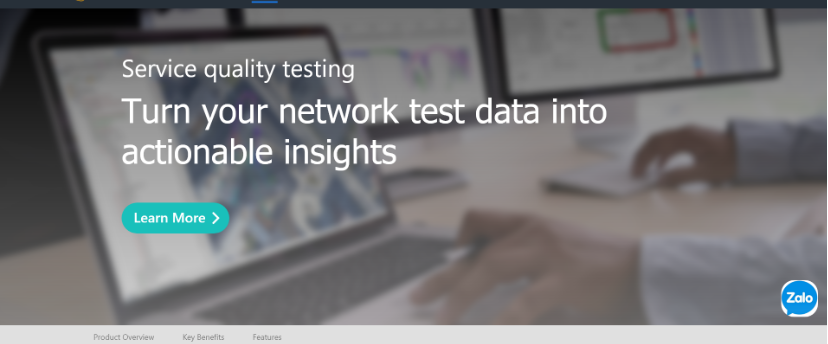 Service quality testing
Turn your network test data into
actionable insights
Learn More
Zalo
Product Overview Key Benefits Features